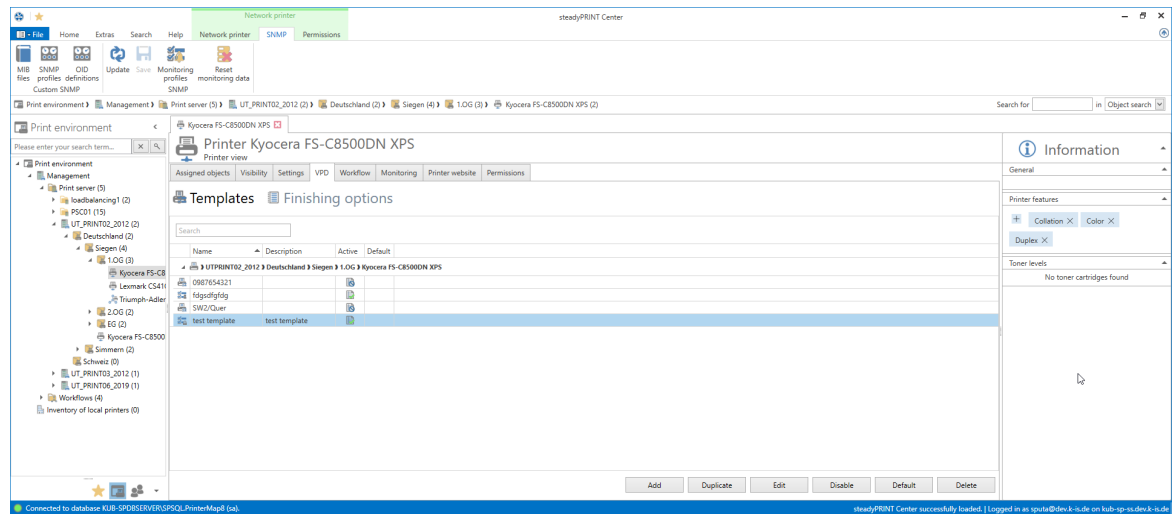 Network printer
steadyPRINT Center
File Home Extras Search Help Network printer SNMP Permissions
MIB files SNMP profiles OID definitions Update Save Monitoring profiles Reset monitoring data
Custom SNMP SNMP
Print environment Management Print server (5) UT_PRINT02_2012 (2) Deutschland (2) Siegen (4) 1.OG (3) Kyocera FS-C8500DN XPS (2) Search for in Object search
Print environment
Please enter your search term...
Print environment
Management
Print server (5)
loadbalancing1 (2)
PSC01 (15)
UT_PRINT02_2012 (2)
Deutschland (2)
Siegen (4)
1.OG (3)
Kyocera FS-C8
Lexmark CS41
Triumph-Adler
2.OG (2)
EG (2)
Kyocera FS-C8500
Simmern (2)
Schweiz (0)
UT_PRINT03_2012 (1)
UT_PRINT06_2019 (1)
Workflows (4)
Inventory of local printers (0)
Kyocera FS-C8500DN XPS
Printer Kyocera FS-C8500DN XPS
Printer view
Assigned objects Visibility Settings VPD Workflow Monitoring Printer website Permissions
Templates Finishing options
Search
Name Description Active Default
UTPRINT02_2012 Deutschland Siegen 1.OG Kyocera FS-C8500DN XPS
0987654321
fdgsdfgfdg
SW2/Quer
test template test template
Add Duplicate Edit Disable Default Delete
Information
General
Printer features
Collation Color
Duplex
Toner levels
No toner cartridges found
Connected to database KUB-SPDBSERVER\SPSQL.PrinterMap8 (sa). steadyPRINT Center successfully loaded. | Logged in as sputa@dev.k-is.de on kub-sp-ss.dev.k-is.de